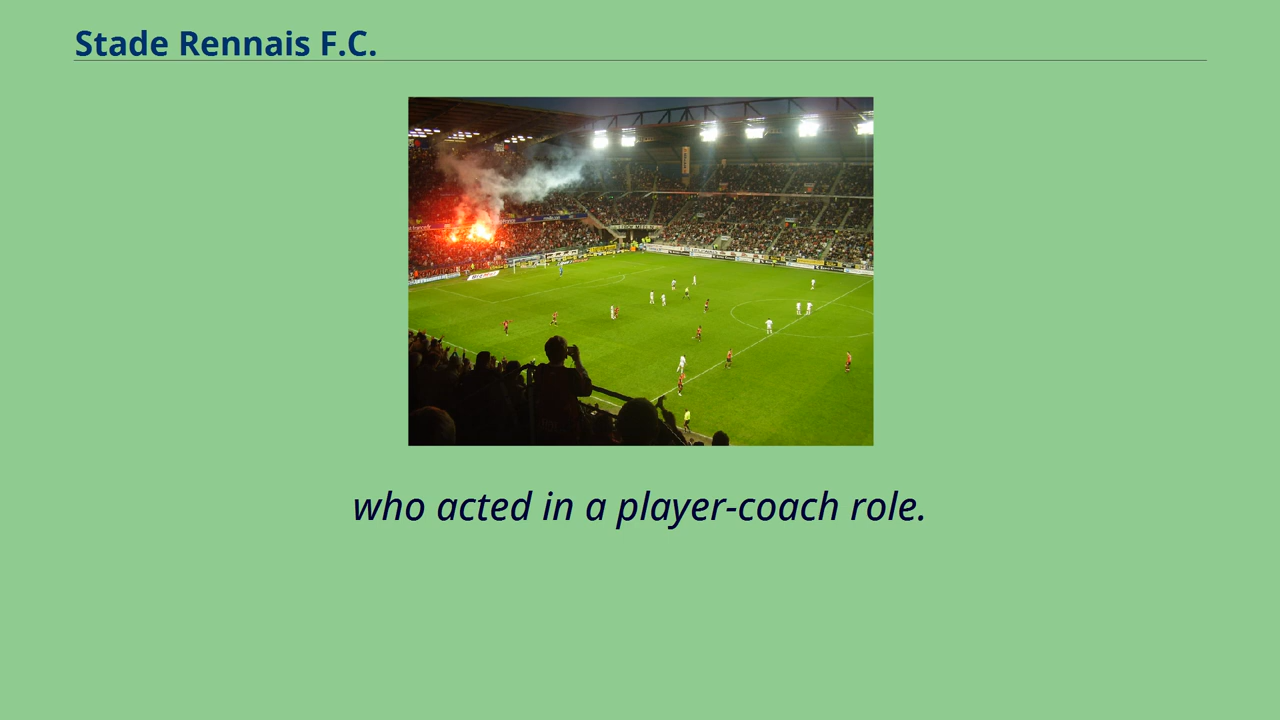 Stade Rennais F.C.
who acted in a player-coach role.